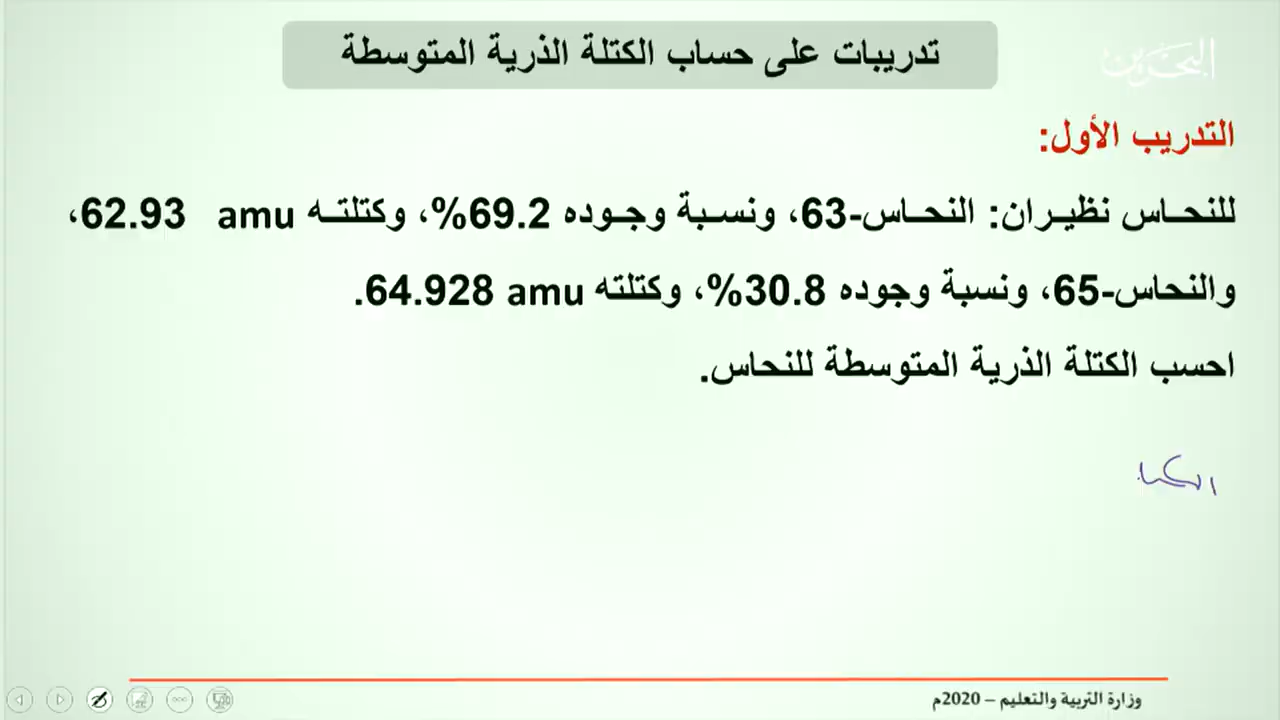 تدريبات على حساب الكتلة الذرية المتوسطة
البحرين
التدريب الأول:
للنحاس نظيران: النحاس-63، ونسبة وجوده 69.2%، وكتلته 62.93 amu،
والنحاس-65، ونسبة وجوده 30.8%، وكتلته 64.928 amu.
احسب الكتلة الذرية المتوسطة للنحاس.
وزارة التربية والتعليم – 2020م